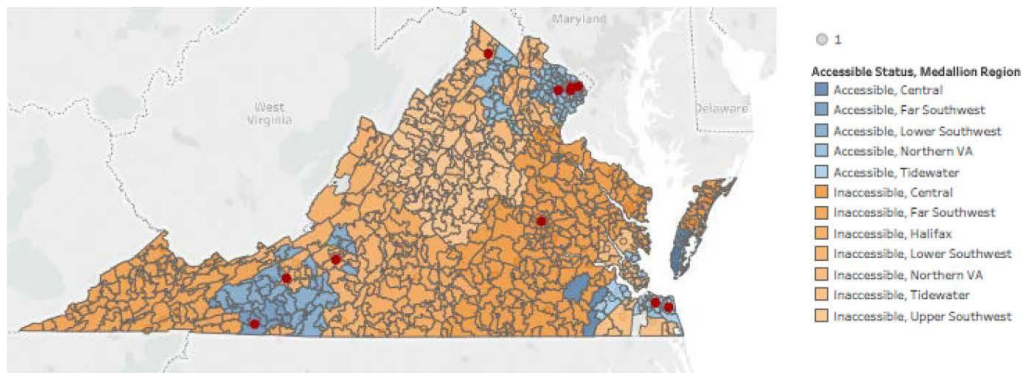 Maryland
West
Virginia
Delaware
1
Accessible Status, Medallion Region
Accessible, Central
Accessible, Far Southwest
Accessible, Lower Southwest
Accessible, Northern VA
Accessible, Tidewater
Inaccessible, Central
Inaccessible, Far Southwest
Inaccessible, Halifax
Inaccessible, Lower Southwest
Inaccessible, Northern VA
Inaccessible, Tidewater
Inaccessible, Upper Southwest